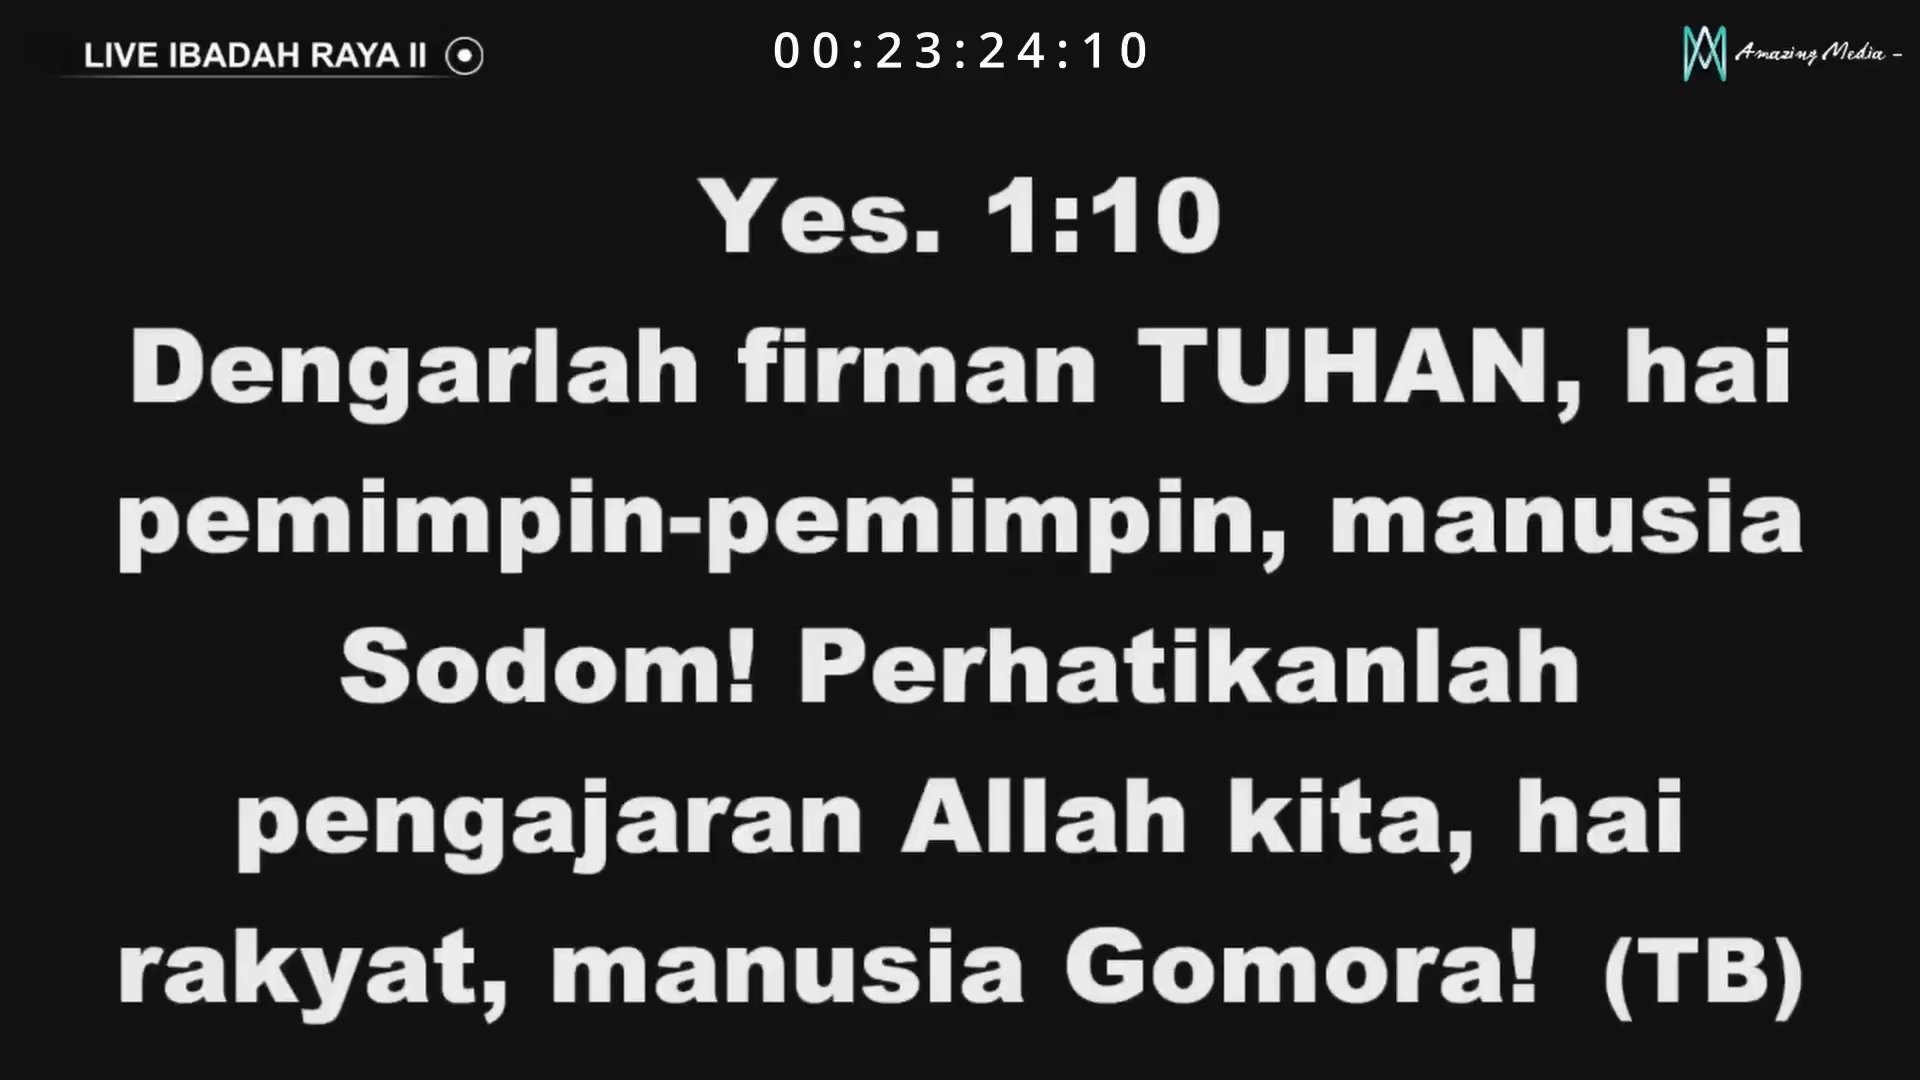 LIVE IBADAH RAYA II
00:23:24:10
Amazing Media -
Yes. 1:10
Dengarlah firman TUHAN, hai
pemimpin-pemimpin, manusia
Sodom! Perhatikanlah
pengajaran Allah kita, hai
rakyat, manusia Gomora! (TB)